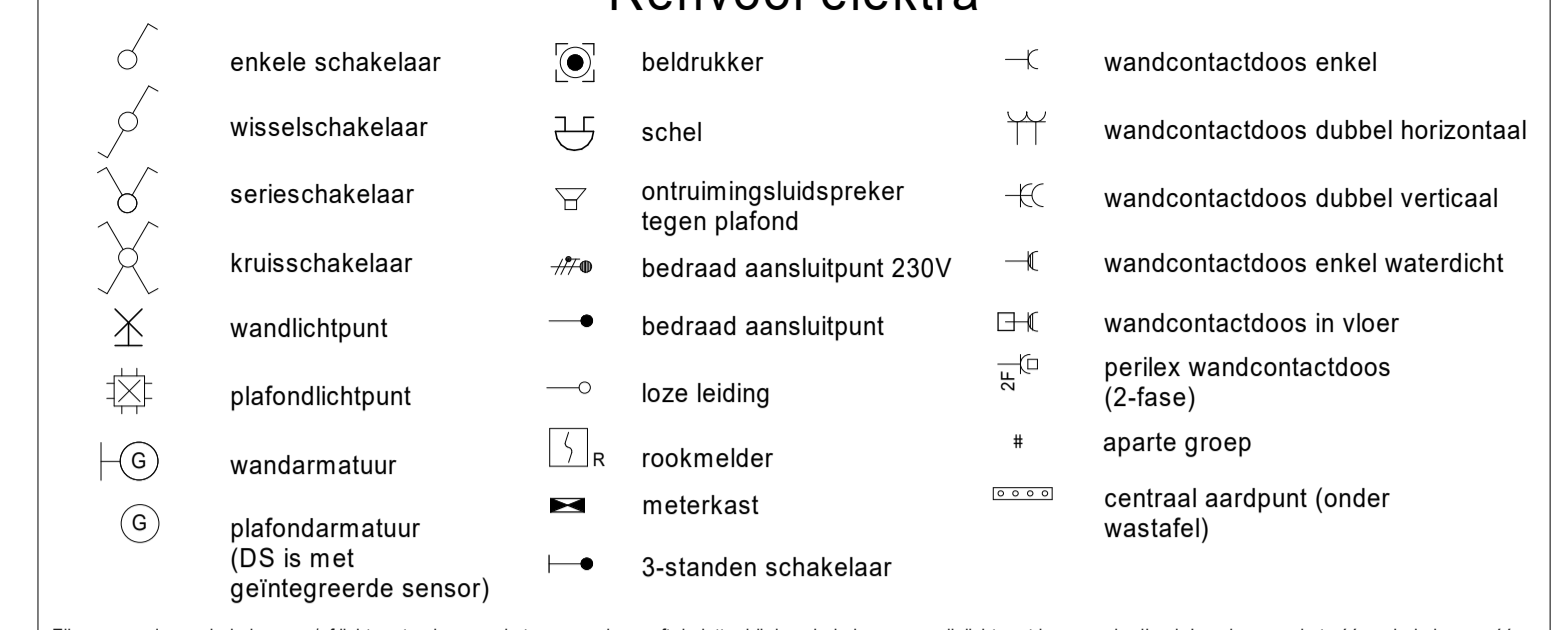 Renvooi elektra
enkele schakelaar
wisselschakelaar
serieschakelaar
kruisschakelaar
wandlichtpunt
plafondlichtpunt
G
wandarmatuur
G
plafondarmatuur
(DS is met
geïntegreerde sensor)
beldrukker
schel
ontruimingsluidspreker
tegen plafond
bedraad aansluitpunt 230V
bedraad aansluitpunt
loze leiding
R
rookmelder
meterkast
3-standen schakelaar
wandcontactdoos enkel
wandcontactdoos dubbel horizontaal
wandcontactdoos dubbel verticaal
wandcontactdoos enkel waterdicht
wandcontactdoos in vloer
2F
perilex wandcontactdoos
(2-fase)
#
aparte groep
centraal aardpunt (onder
wastafel)